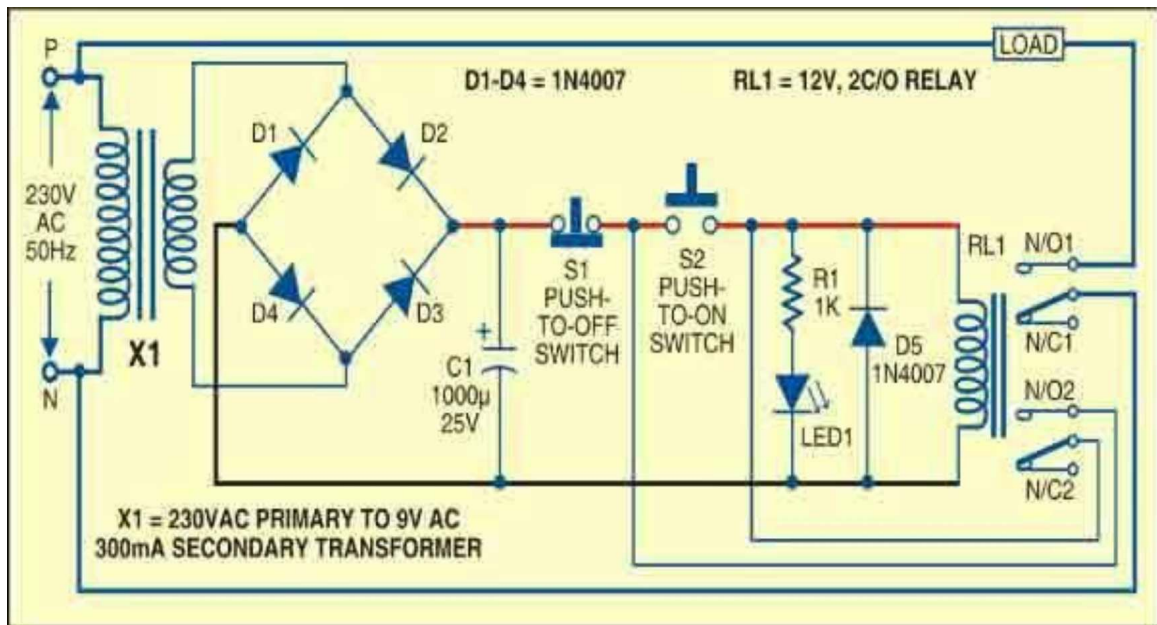 P
LOAD
D1-D4 = 1N4007
RL1 = 12V, 2C/O RELAY
D1
D2
230V
AC
50Hz
RL1
N/O1
S1
PUSH-
TO-OFF
SWITCH
S2
PUSH-
TO-ON
SWITCH
R1
1K
D4
D3
X1
+
C1
1000µ
25V
D5
1N4007
N/C1
N
N/O2
LED1
N/C2
X1 = 230VAC PRIMARY TO 9V AC
300mA SECONDARY TRANSFORMER